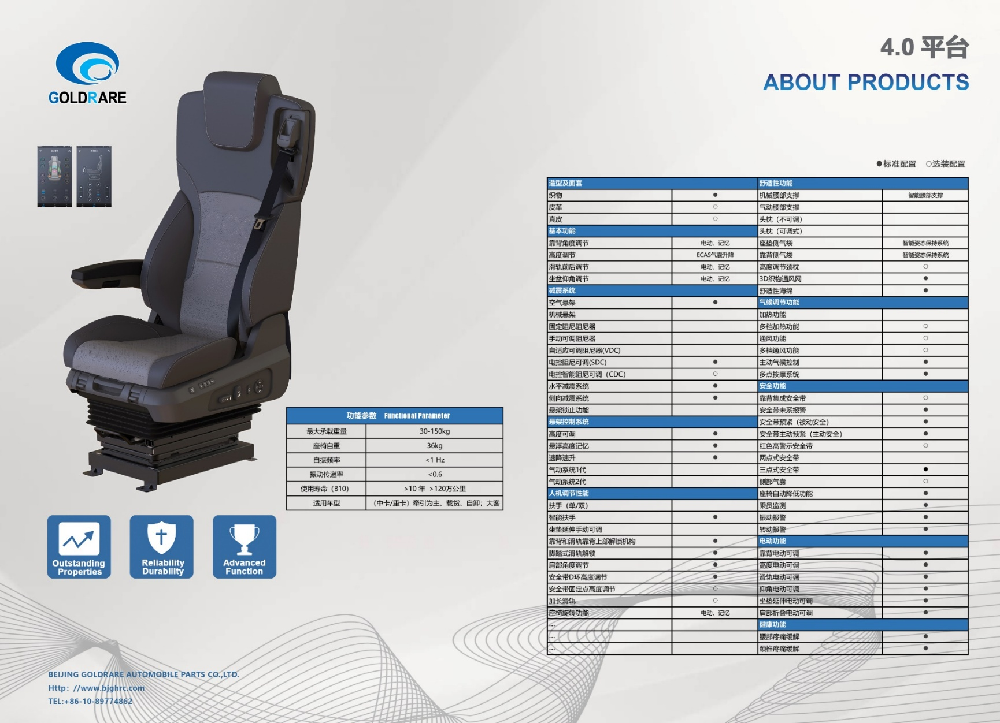 GOLDRARE
4.0 平台
ABOUT PRODUCTS
●标准配置 ○选装配置
造型及面套
织物 ●
皮革 ○
真皮 ○
基本功能
靠背角度调节 电动、记忆
高度调节 ECAS气囊升降
滑轨前后调节 电动、记忆
坐盆仰角调节 电动、记忆
减震系统
空气悬架 ●
机械悬架
固定阻尼阻尼器
手动可调阻尼器
自适应可调阻尼器(VDC)
电控阻尼可调(SDC) ●
电控智能阻尼可调（CDC） ○
水平减震系统 ●
侧向减震系统 ●
悬架锁止功能
悬架控制系统
高度可调 ●
悬浮高度记忆 ●
速降速升 ●
气动系统1代
气动系统2代
人机调节性能
扶手（单/双）
智能扶手 ●
坐垫延伸手动可调
靠背和滑轨靠背上部解锁机构 ●
脚踏式滑轨解锁 ●
肩部角度调节 ●
安全带D环高度调节 ●
安全带固定点高度调节 ○
加长滑轨 ○
座椅旋转功能 电动、记忆
...
...
...
舒适性功能
机械腰部支撑 智能腰部支撑
气动腰部支撑
头枕（不可调）
头枕（可调式）
座垫侧气袋 智能姿态保持系统
靠背侧气袋 智能姿态保持系统
高度调节颈枕 ○
3D织物通风网 ●
舒适性海绵 ●
气候调节功能
加热功能
多档加热功能 ○
通风功能 ○
多档通风功能 ○
主动气候控制 ●
多点按摩系统 ●
安全功能
靠背集成安全带 ○
安全带未系报警 ●
安全带预紧（被动安全） ●
安全带主动预紧（主动安全） ●
红色高警示安全带 ○
两点式安全带
三点式安全带 ●
侧部气囊 ○
座椅自动降低功能 ●
乘员监测 ●
振动报警 ●
转动报警 ●
电动功能
靠背电动可调 ●
高度电动可调 ●
滑轨电动可调 ●
仰角电动可调 ●
坐垫延伸电动可调 ●
肩部折叠电动可调 ●
健康功能
腰部疼痛缓解 ●
颈椎疼痛缓解 ●
功能参数 Functional Parameter
最大承载重量 30-150kg
座椅自重 36kg
自振频率 <1 Hz
振动传递率 <0.6
使用寿命（B10） >10 年 >120万公里
适用车型 （中卡/重卡）牵引为主、载货、自卸；大客
Outstanding
Properties
Reliability
Durability
Advanced
Function
BEIJING GOLDRARE AUTOMOBILE PARTS CO.,LTD.
Http: //www.bjghrc.com
TEL:+86-10-89774862